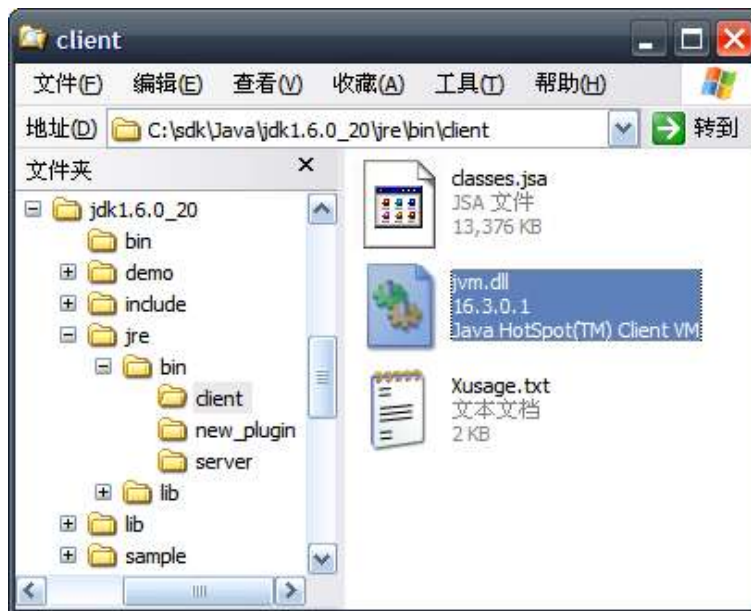 client
文件(F) 编辑(E) 查看(V) 收藏(A) 工具(T) 帮助(H)
地址(D) C:\sdk\Java\jdk1.6.0_20\jre\bin\client 转到
文件夹
jdk1.6.0_20
bin
demo
include
jre
bin
client
new_plugin
server
lib
lib
sample
classes.jsa
JSA 文件
13,376 KB
jvm.dll
16.3.0.1
Java HotSpot(TM) Client VM
Xusage.txt
文本文档
2 KB